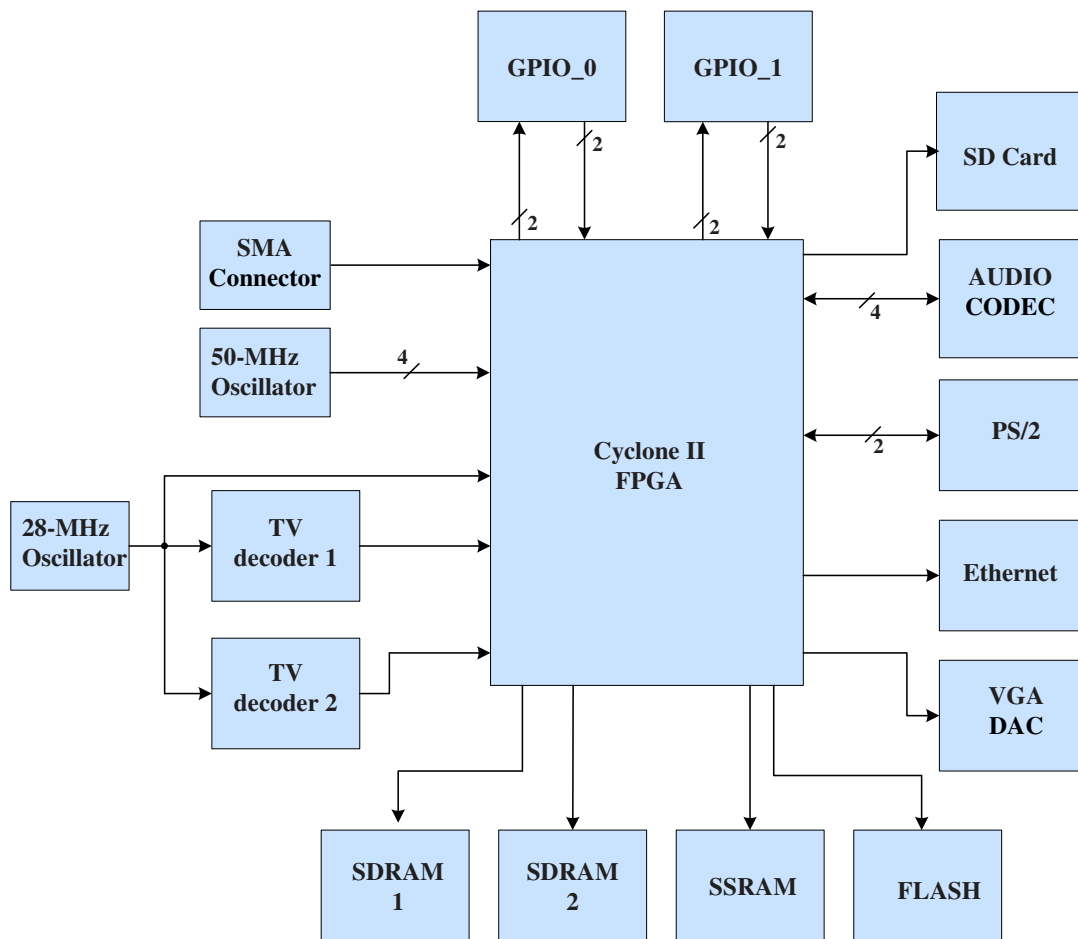 GPIO_0
GPIO_1
SD Card
2
2
2
2
SMA
Connector
AUDIO
CODEC
4
50-MHz
Oscillator
4
PS/2
2
Cyclone II
FPGA
28-MHz
Oscillator
TV
decoder 1
Ethernet
TV
decoder 2
VGA
DAC
SDRAM
1
SDRAM
2
SSRAM
FLASH